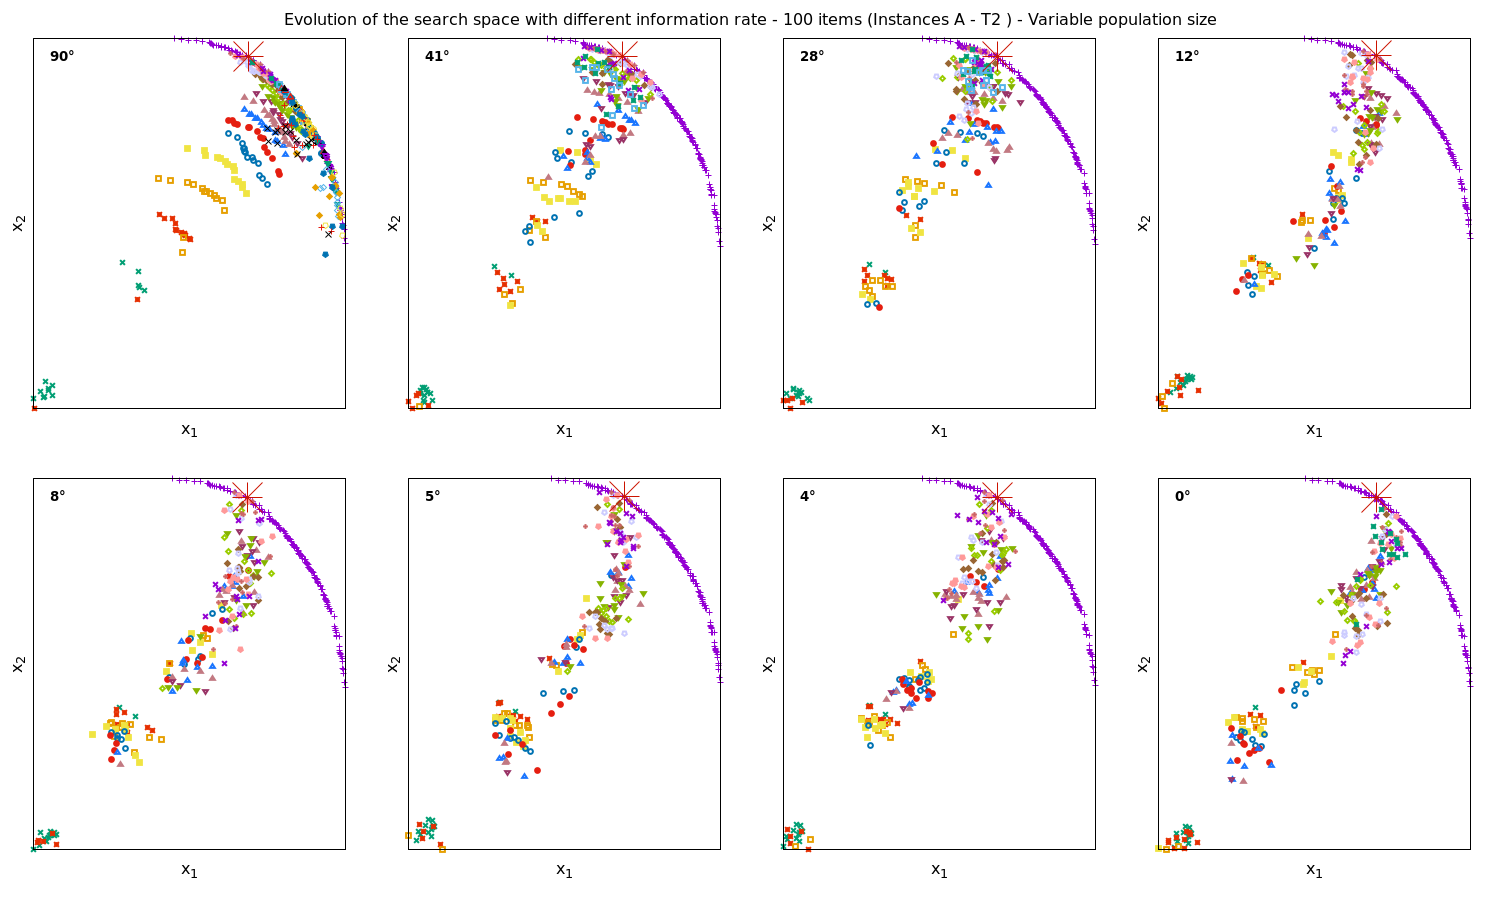 Evolution of the search space with different information rate - 100 items (Instances A - T2 ) - Variable population size
90° 41° 28° 12°
x₂ x₂ x₂ x₂
x₁ x₁ x₁ x₁
8° 5° 4° 0°
x₂ x₂ x₂ x₂
x₁ x₁ x₁ x₁